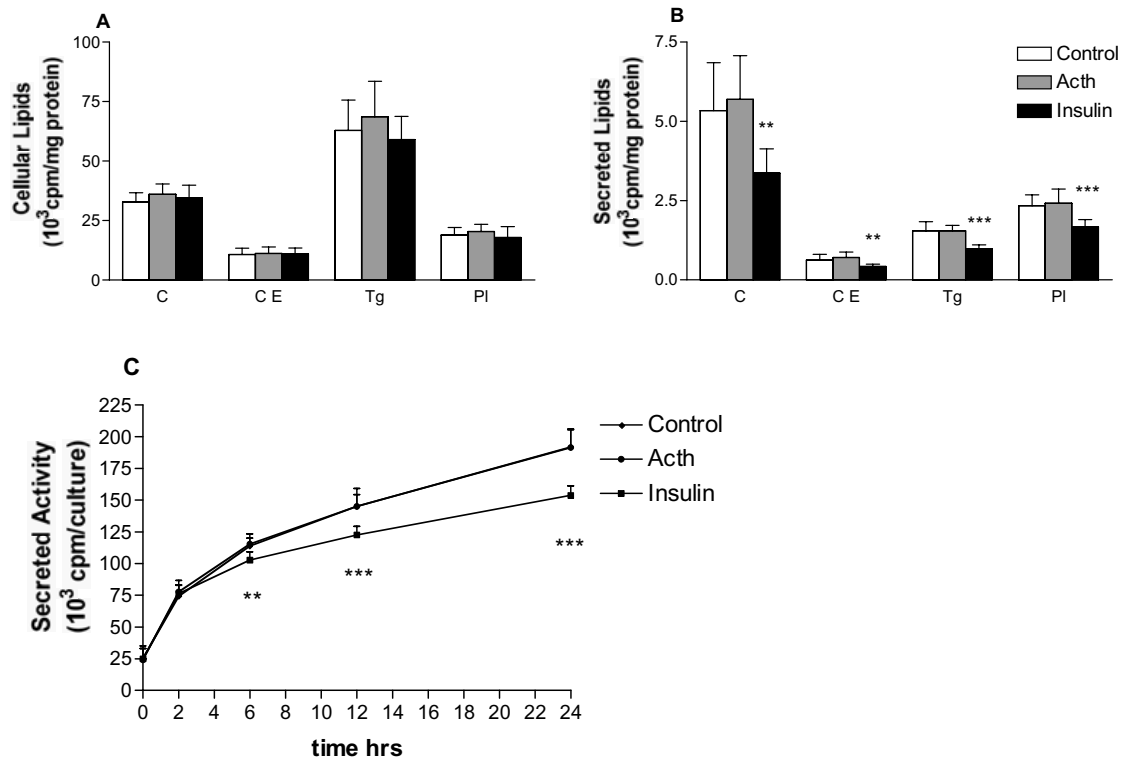 A
Cellular Lipids
(10³cpm/mg protein)
100
75
50
25
0
C
C E
Tg
Pl
B
Secreted Lipids
(10³cpm/mg protein)
7.5
5.0
2.5
0.0
Control
Acth
Insulin
**
**
***
***
C
C E
Tg
Pl
C
Secreted Activity
(10³ cpm/culture)
225
200
175
150
125
100
75
50
25
0
Control
Acth
Insulin
**
***
***
0 2 4 6 8 10 12 14 16 18 20 22 24
time hrs